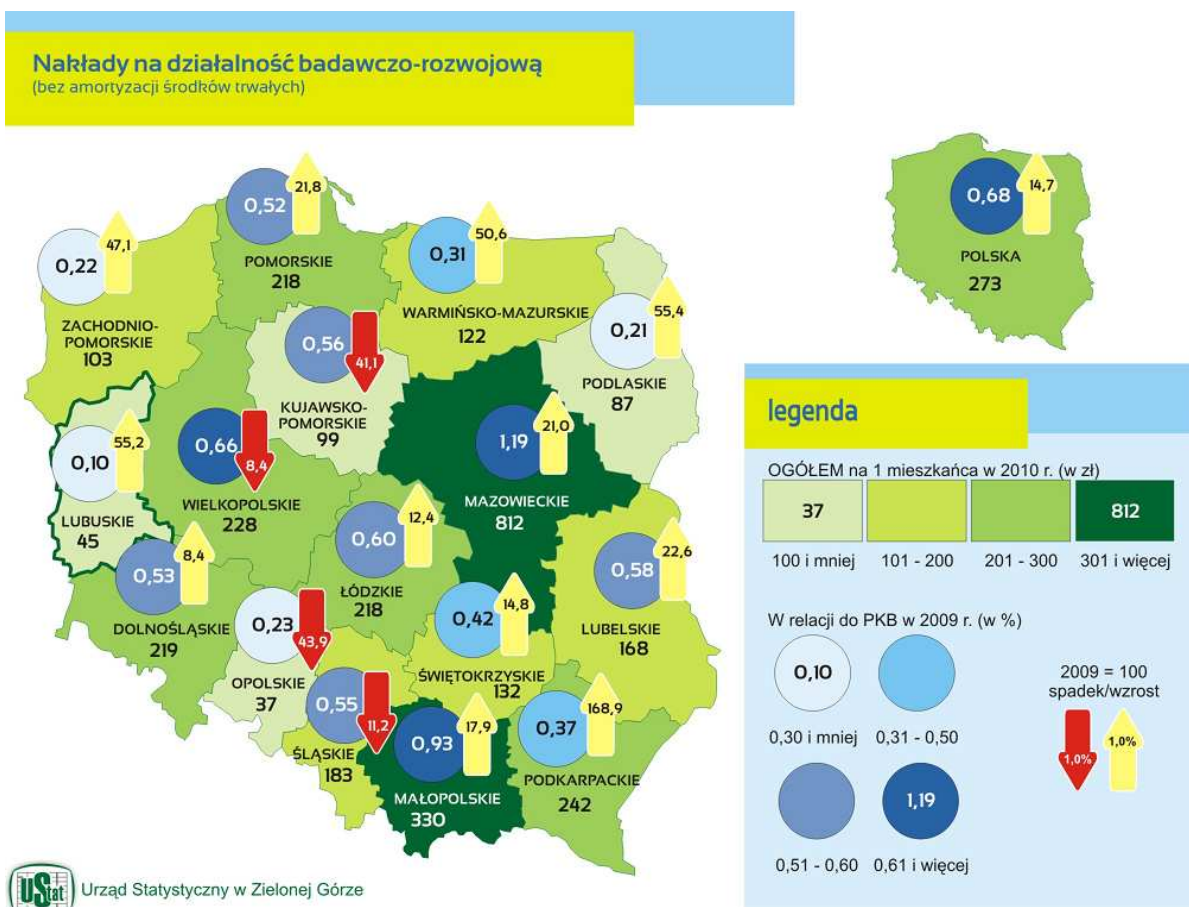 Nakłady na działalność badawczo-rozwojową
(bez amortyzacji środków trwałych)
0,22
47,1
ZACHODNIO-
POMORSKIE
103
0,52
21,8
POMORSKIE
218
0,31
50,6
WARMIŃSKO-MAZURSKIE
122
0,21
55,4
PODLASKIE
87
0,56
41,1
KUJAWSKO-
POMORSKIE
99
0,10
55,2
LUBUSKIE
45
0,66
8,4
WIELKOPOLSKIE
228
1,19
21,0
MAZOWIECKIE
812
0,53
8,4
DOLNOŚLĄSKIE
219
0,60
12,4
ŁÓDZKIE
218
0,58
22,6
LUBELSKIE
168
0,23
43,9
OPOLSKIE
37
0,42
14,8
ŚWIĘTOKRZYSKIE
132
0,55
11,2
ŚLĄSKIE
183
0,93
17,9
MAŁOPOLSKIE
330
0,37
168,9
PODKARPACKIE
242
0,68
14,7
POLSKA
273
legenda
OGÓŁEM na 1 mieszkańca w 2010 r. (w zł)
37
812
100 i mniej
101 - 200
201 - 300
301 i więcej
W relacji do PKB w 2009 r. (w %)
0,10
0,30 i mniej
0,31 - 0,50
1,19
0,51 - 0,60
0,61 i więcej
2009 = 100
spadek/wzrost
1,0%
1,0%
UStat
Urząd Statystyczny w Zielonej Górze